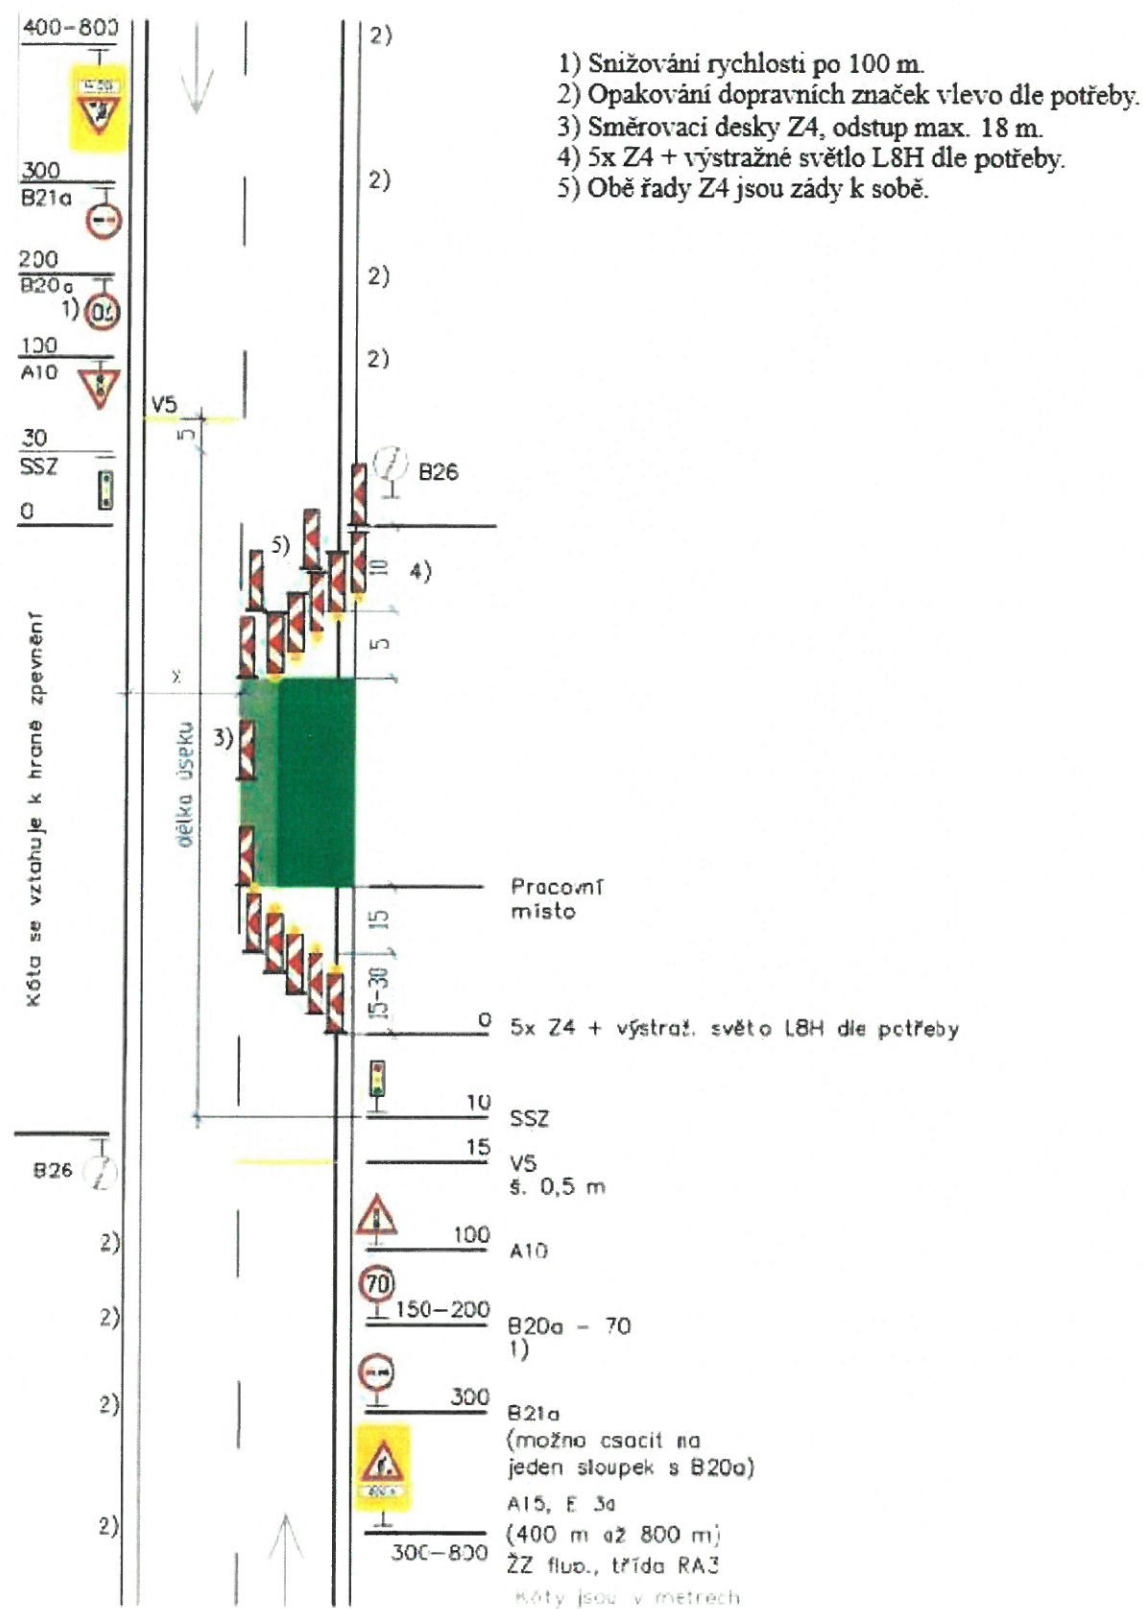 400-800
300
B21a
200
B20a
1)
100
A10
30
SSZ
0
Kóta se vztahuje k hraně zpevnění
B26
2)
2)
2)
2)
V5
5
délka úseku
3)
5)
2)
2)
2)
2)
B26
10
4)
5
15
15-30
1) Snižování rychlosti po 100 m.
2) Opakování dopravních značek vlevo dle potřeby.
3) Směrovací desky Z4, odstup max. 18 m.
4) 5x Z4 + výstražné světlo L8H dle potřeby.
5) Obě řady Z4 jsou zády k sobě.
Pracovní
místo
0 5x Z4 + výstraž. světo L8H dle potřeby
10 SSZ
15 V5
š. 0,5 m
100 A10
70
150-200 B20a - 70
1)
300 B21a
(možno osadit na
jeden sloupek s B20a)
A15, E 3a
(400 m až 800 m)
300-800
ŽZ fluo., třída RA3
Kóty jsou v metrech